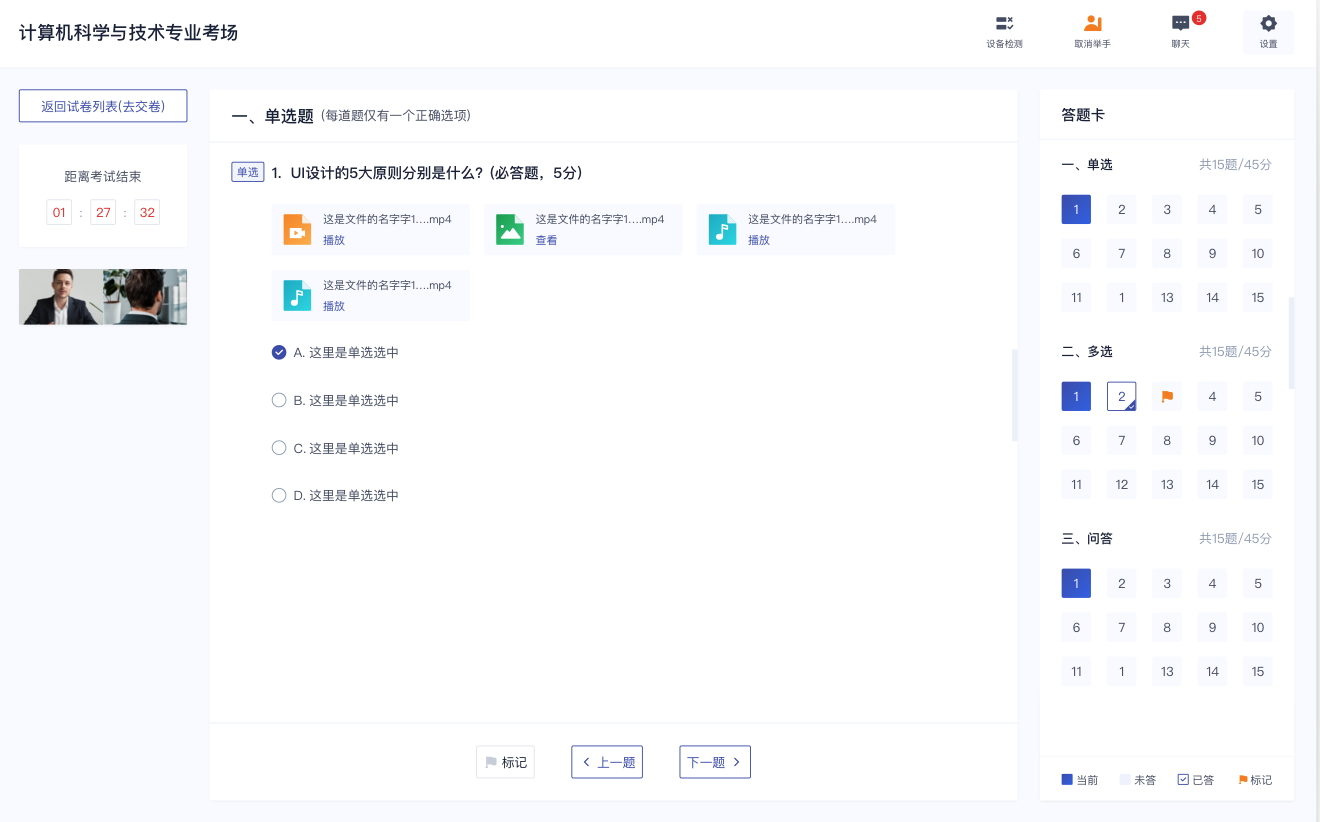 计算机科学与技术专业考场
设备检测
取消举手
聊天
5
设置
返回试卷列表(去交卷)
距离考试结束
01 : 27 : 32
一、单选题 (每道题仅有一个正确选项)
单选 1. UI设计的5大原则分别是什么? (必答题, 5分)
这是文件的名字字1....mp4
播放
这是文件的名字字1....mp4
查看
这是文件的名字字1....mp4
播放
这是文件的名字字1....mp4
播放
A. 这里是单选选中
B. 这里是单选选中
C. 这里是单选选中
D. 这里是单选选中
标记
上一题
下一题
答题卡
一、单选 共15题/45分
1 2 3 4 5
6 7 8 9 10
11 1 13 14 15
二、多选 共15题/45分
1 2 4 5
6 7 8 9 10
11 12 13 14 15
三、问答 共15题/45分
1 2 3 4 5
6 7 8 9 10
11 1 13 14 15
当前 未答 已答 标记